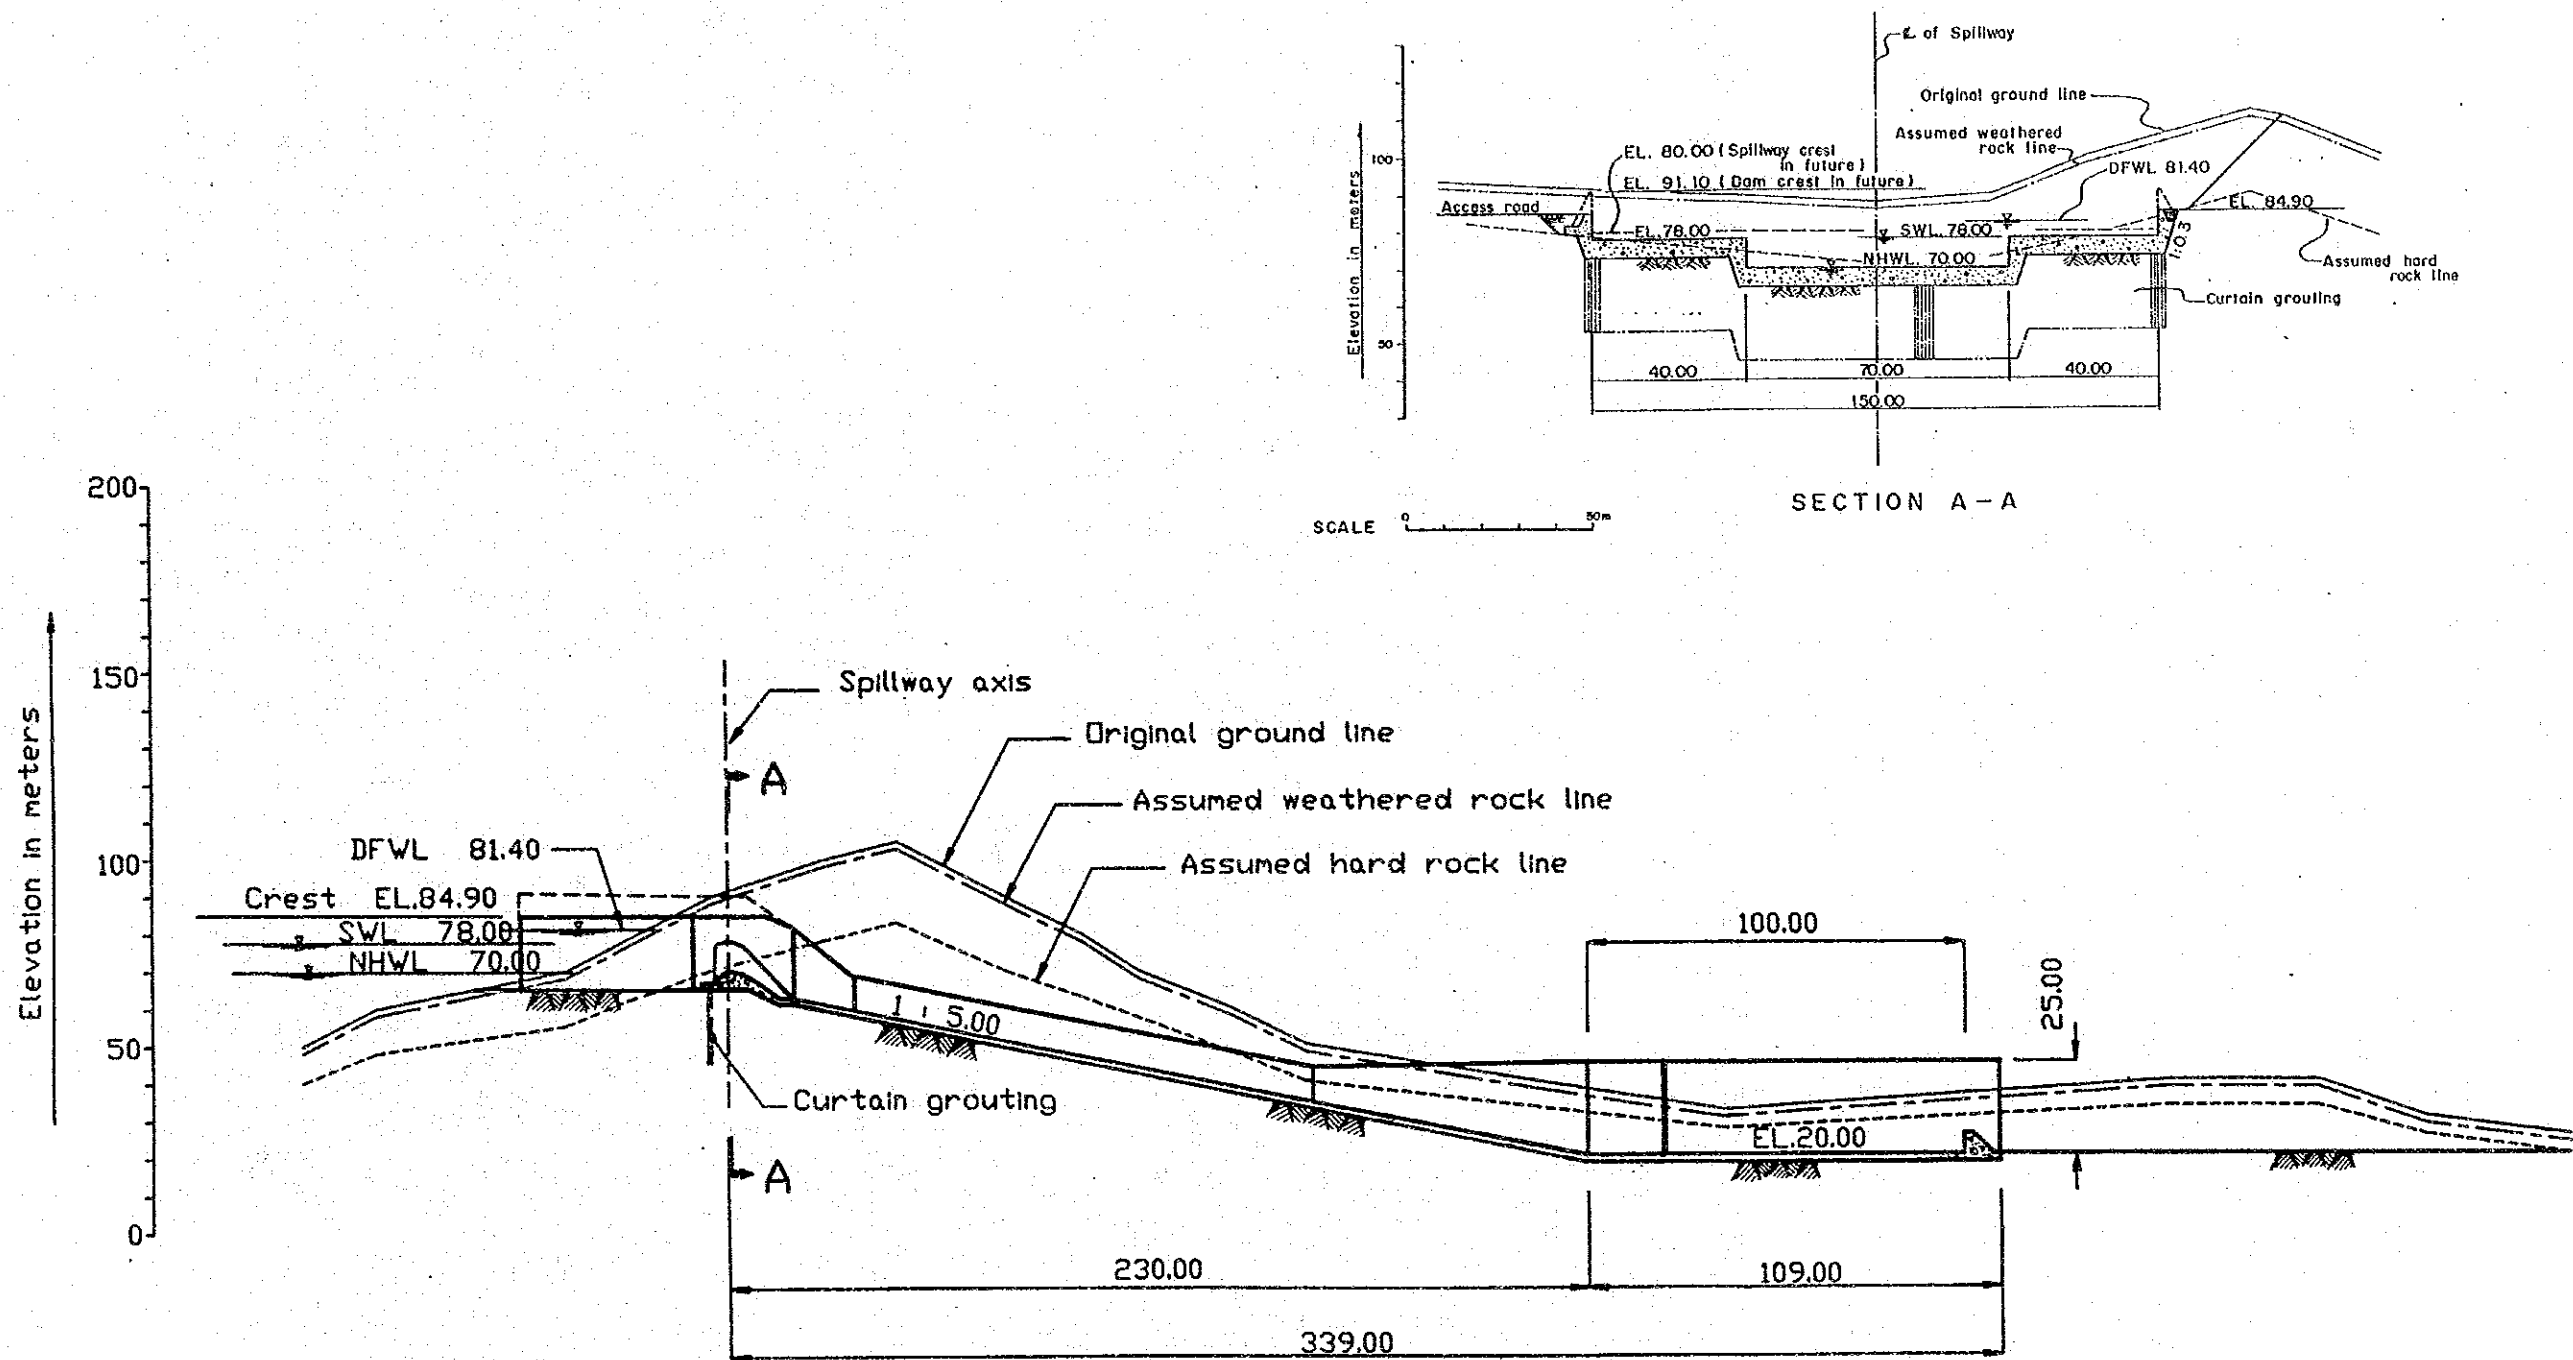 ℄ of Spillway
Original ground line
Assumed weathered
rock line
EL. 80.00 (Spillway crest
in future)
EL. 91.10 (Dam crest in future)
DFWL 81.40
Access road
EL. 84.90
EL.78.00
SWL. 78.00
NHWL. 70.00
1:0.3
Assumed hard
rock line
Curtain grouting
Elevation in meters
100
50
40.00
70.00
40.00
150.00
SECTION A-A
SCALE
0
50m
200
150
100
50
0
Elevation in meters
Spillway axis
Original ground line
A
Assumed weathered rock line
DFWL 81.40
Assumed hard rock line
Crest EL.84.90
SWL 78.00
NHWL 70.00
100.00
25.00
1 : 5.00
Curtain grouting
EL.20.00
A
230.00
109.00
339.00